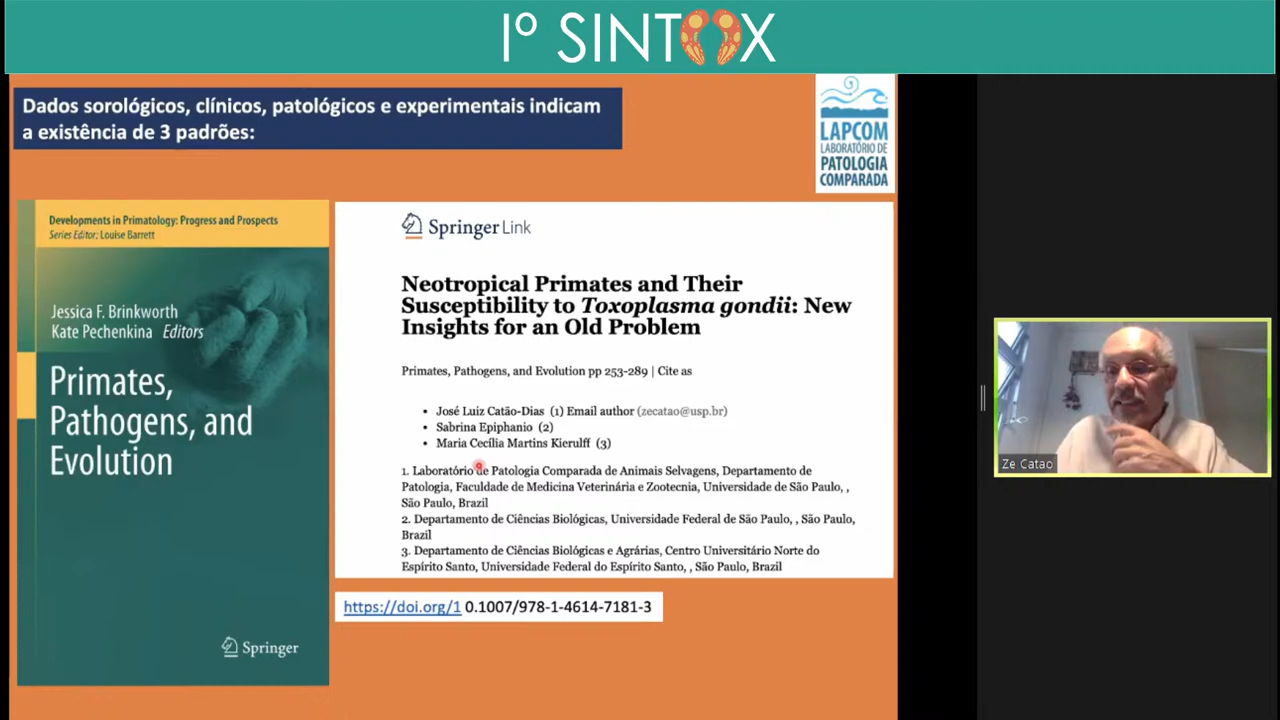 Iº SINTOX
Dados sorológicos, clínicos, patológicos e experimentais indicam
a existência de 3 padrões:
LAPCOM
LABORATÓRIO DE
PATOLOGIA
COMPARADA
Developments in Primatology: Progress and Prospects
Series Editor: Louise Barrett
Jessica F. Brinkworth
Kate Pechenkina Editors
Primates,
Pathogens, and
Evolution
Springer
Springer Link
Neotropical Primates and Their
Susceptibility to Toxoplasma gondii: New
Insights for an Old Problem
Primates, Pathogens, and Evolution pp 253-289 | Cite as
• José Luiz Catão-Dias (1) Email author (zecatao@usp.br)
• Sabrina Epiphanio (2)
• Maria Cecília Martins Kierulff (3)
1. Laboratório de Patologia Comparada de Animais Selvagens, Departamento de
Patologia, Faculdade de Medicina Veterinária e Zootecnia, Universidade de São Paulo, ,
São Paulo, Brazil
2. Departamento de Ciências Biológicas, Universidade Federal de São Paulo, , São Paulo,
Brazil
3. Departamento de Ciências Biológicas e Agrárias, Centro Universitário Norte do
Espírito Santo, Universidade Federal do Espírito Santo, , São Paulo, Brazil
https://doi.org/1 0.1007/978-1-4614-7181-3
Ze Catao